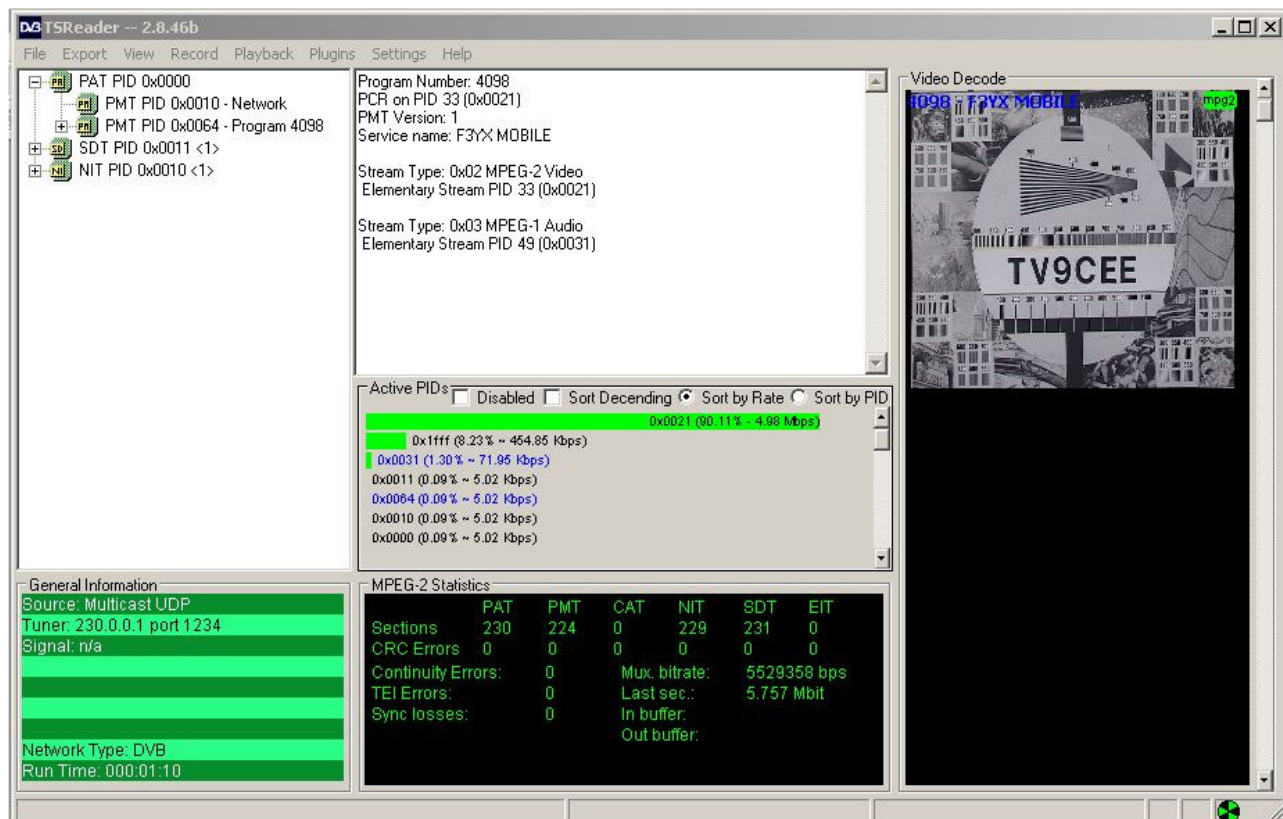 DVB TSReader -- 2.8.46b
File Export View Record Playback Plugins Settings Help
PAT PID 0x0000
PMT PID 0x0010 - Network
PMT PID 0x0064 - Program 4098
SDT PID 0x0011 <1>
NIT PID 0x0010 <1>
Program Number: 4098
PCR on PID 33 (0x0021)
PMT Version: 1
Service name: F3YX MOBILE
Stream Type: 0x02 MPEG-2 Video
Elementary Stream PID 33 (0x0021)
Stream Type: 0x03 MPEG-1 Audio
Elementary Stream PID 49 (0x0031)
Active PIDs Disabled Sort Decending Sort by Rate Sort by PID
0x0021 (90.11% ~ 4.98 Mbps)
0x1fff (8.23% ~ 454.85 Kbps)
0x0031 (1.30% ~ 71.95 Kbps)
0x0011 (0.09% ~ 5.02 Kbps)
0x0064 (0.09% ~ 5.02 Kbps)
0x0010 (0.09% ~ 5.02 Kbps)
0x0000 (0.09% ~ 5.02 Kbps)
Video Decode
4098 - F3YX MOBILE mpg2
TV9CEE
General Information
Source: Multicast UDP
Tuner: 230.0.0.1 port 1234
Signal: n/a
Network Type: DVB
Run Time: 000:01:10
MPEG-2 Statistics
PAT PMT CAT NIT SDT EIT
Sections 230 224 0 229 231 0
CRC Errors 0 0 0 0 0 0
Continuity Errors: 0 Mux. bitrate: 5529358 bps
TEI Errors: 0 Last sec.: 5.757 Mbit
Sync losses: 0 In buffer:
Out buffer: